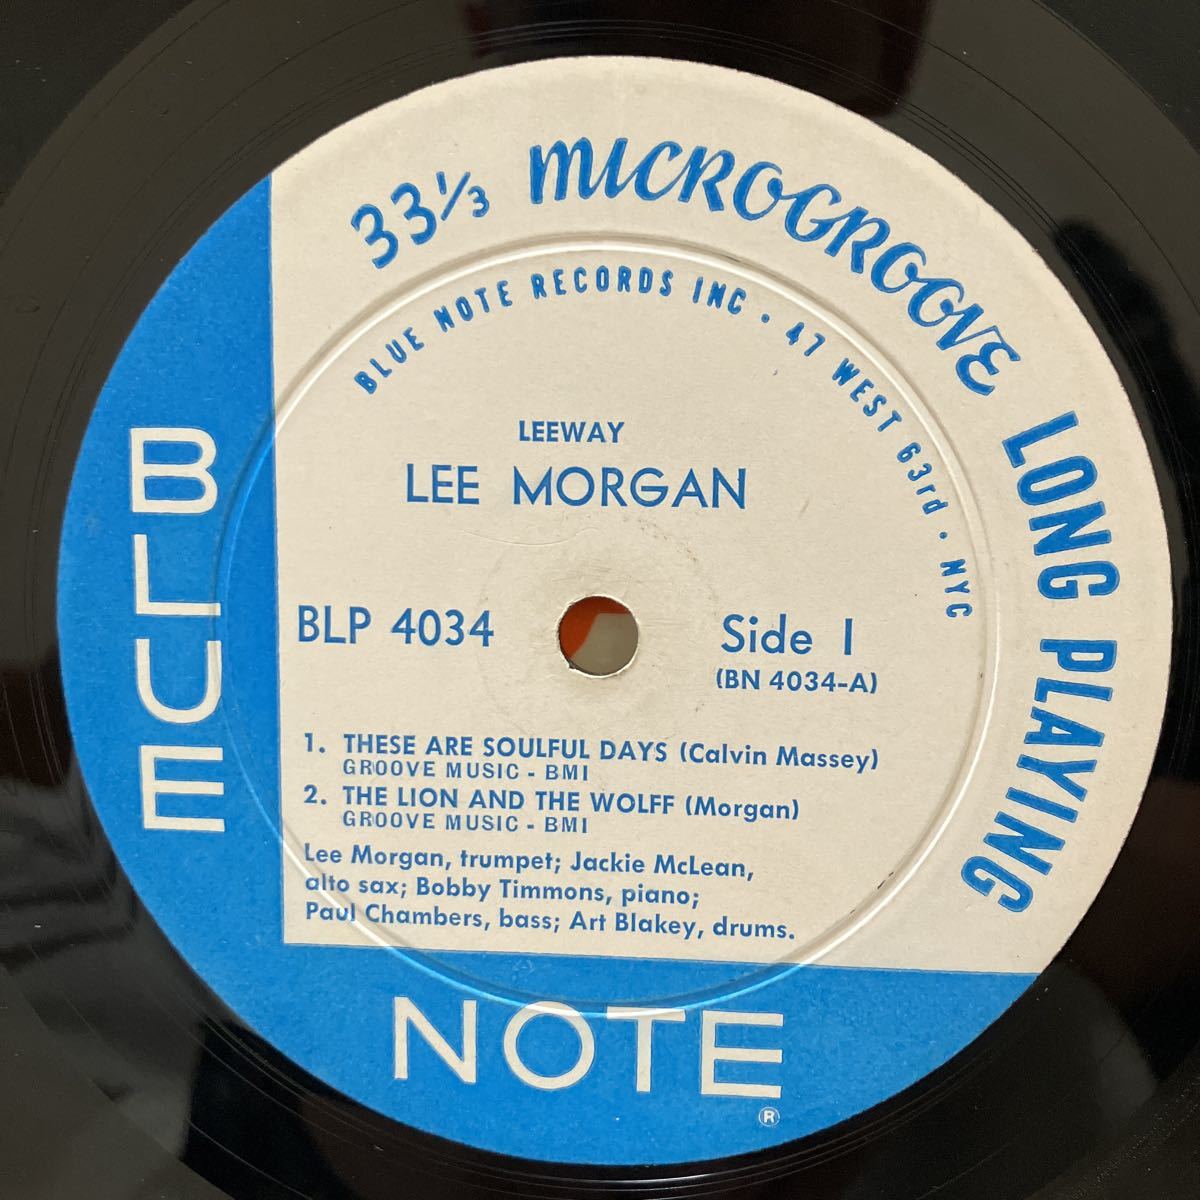 33⅓ MICROGROOVE LONG PLAYING
BLUE NOTE RECORDS INC • 47 WEST 63rd • NYC
LEEWAY
LEE MORGAN
BLP 4034
Side 1
(BN 4034-A)
1. THESE ARE SOULFUL DAYS (Calvin Massey)
GROOVE MUSIC - BMI
2. THE LION AND THE WOLFF (Morgan)
GROOVE MUSIC - BMI
Lee Morgan, trumpet; Jackie McLean,
alto sax; Bobby Timmons, piano;
Paul Chambers, bass; Art Blakey, drums.
BLUE
NOTE
®